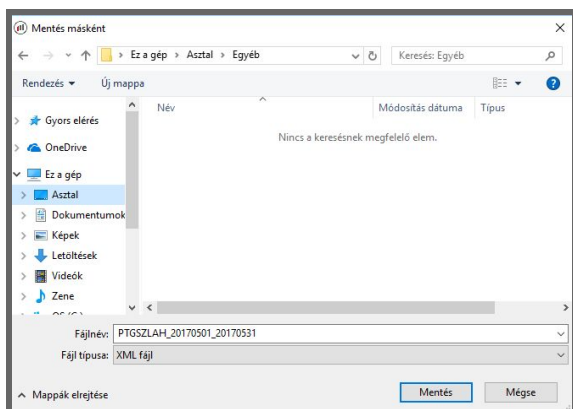 Mentés másként
Ez a gép Asztal Egyéb Keresés: Egyéb
Rendezés Új mappa
Név Módosítás dátuma Típus
Nincs a keresésnek megfelelő elem.
Gyors elérés
OneDrive
Ez a gép
Asztal
Dokumentumok
Képek
Letöltések
Videók
Zene
Fájlnév: PTGSZLAH_20170501_20170531
Fájl típusa: XML fájl
Mappák elrejtése Mentés Mégse